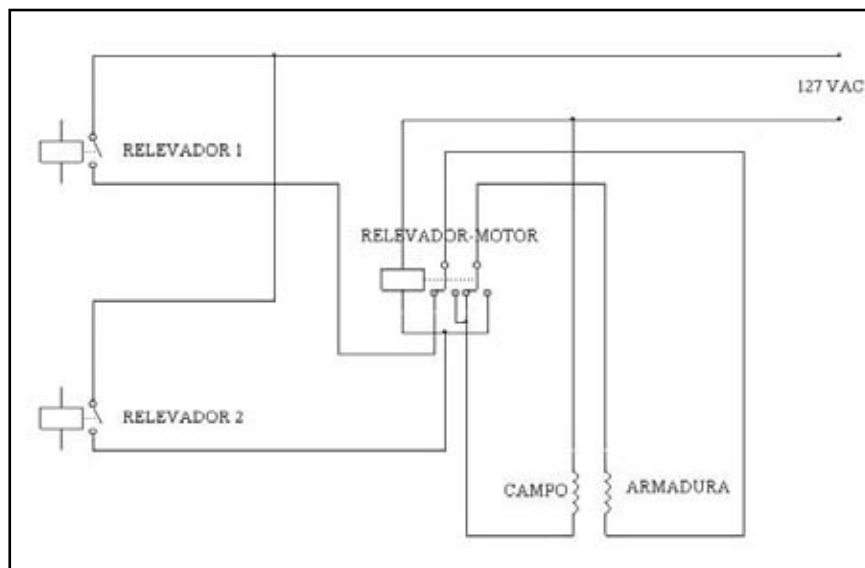 127 VAC
RELEVADOR 1
RELEVADOR-MOTOR
RELEVADOR 2
CAMPO
ARMADURA